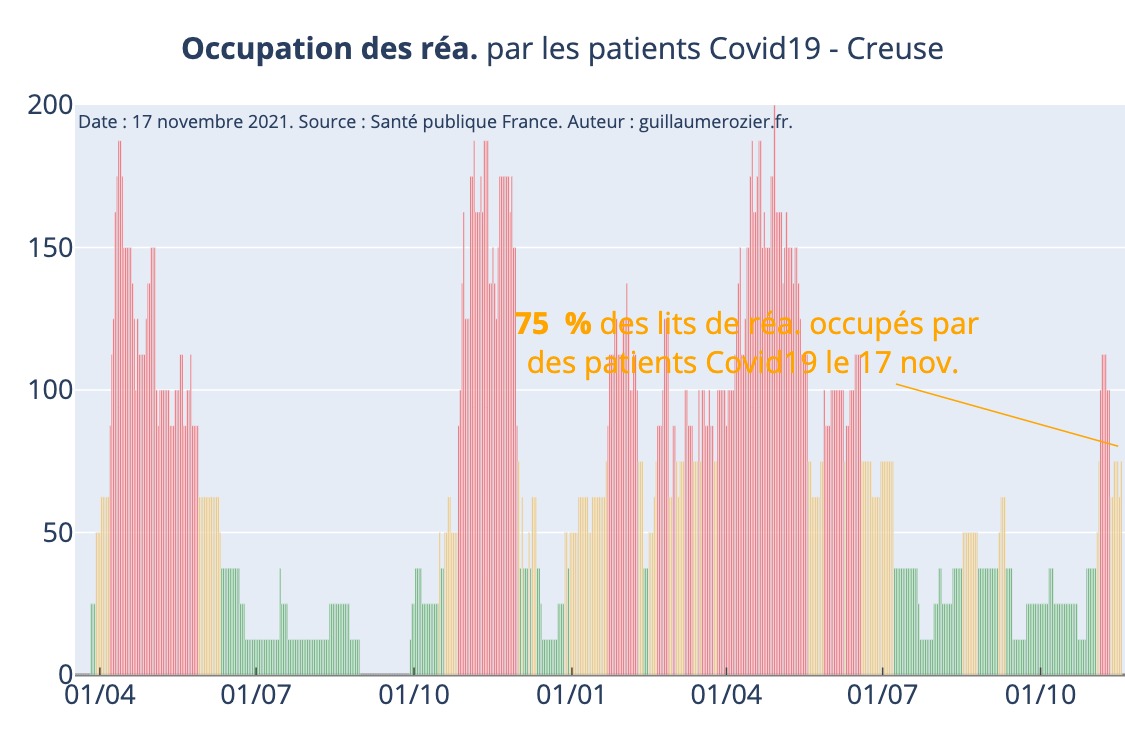 Occupation des réa. par les patients Covid19 - Creuse
200
Date : 17 novembre 2021. Source : Santé publique France. Auteur : guillaumerozier.fr.
150
75 % des lits de réa. occupés par
des patients Covid19 le 17 nov.
100
50
0
01/04 01/07 01/10 01/01 01/04 01/07 01/10